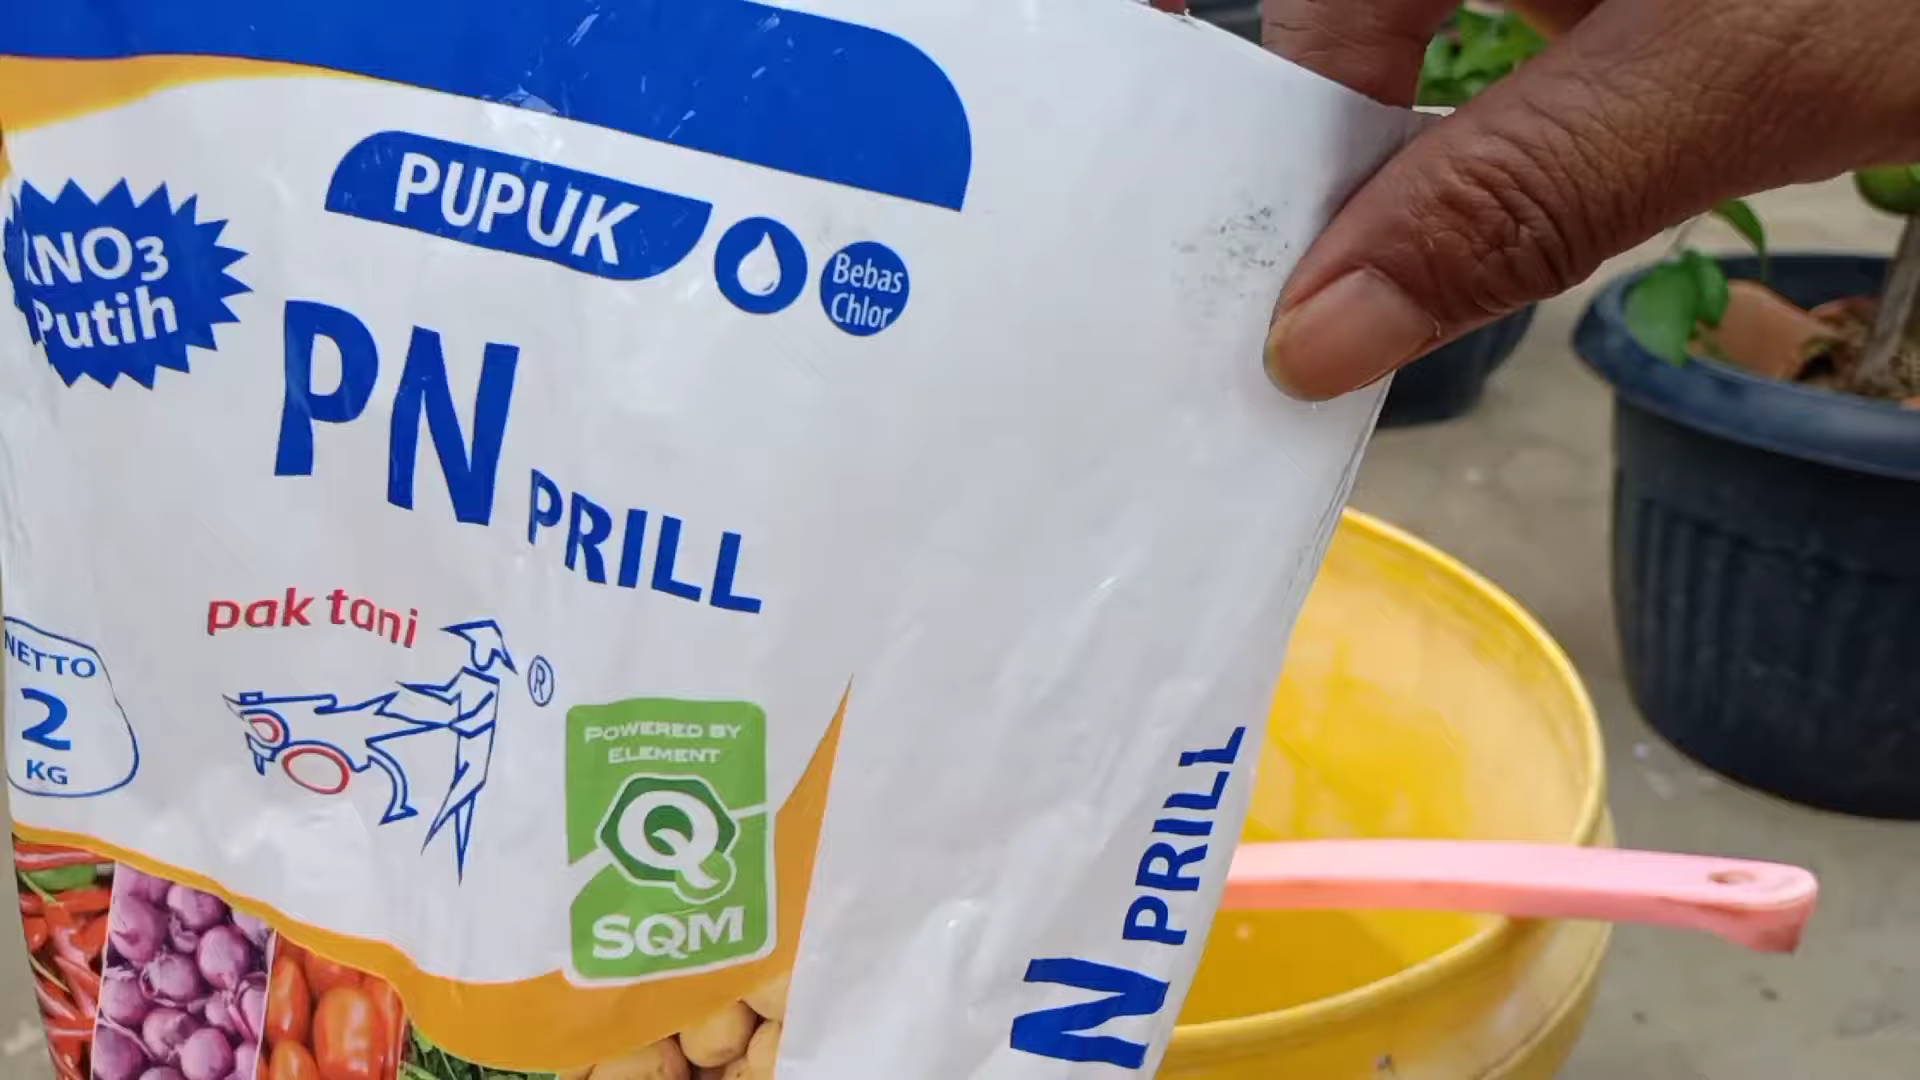 PUPUK
Bebas
Chlor
KNO3
Putih
PN PRILL
pak tani
®
NETTO
2
KG
POWERED BY
ELEMENT
Q
SQM
N PRILL